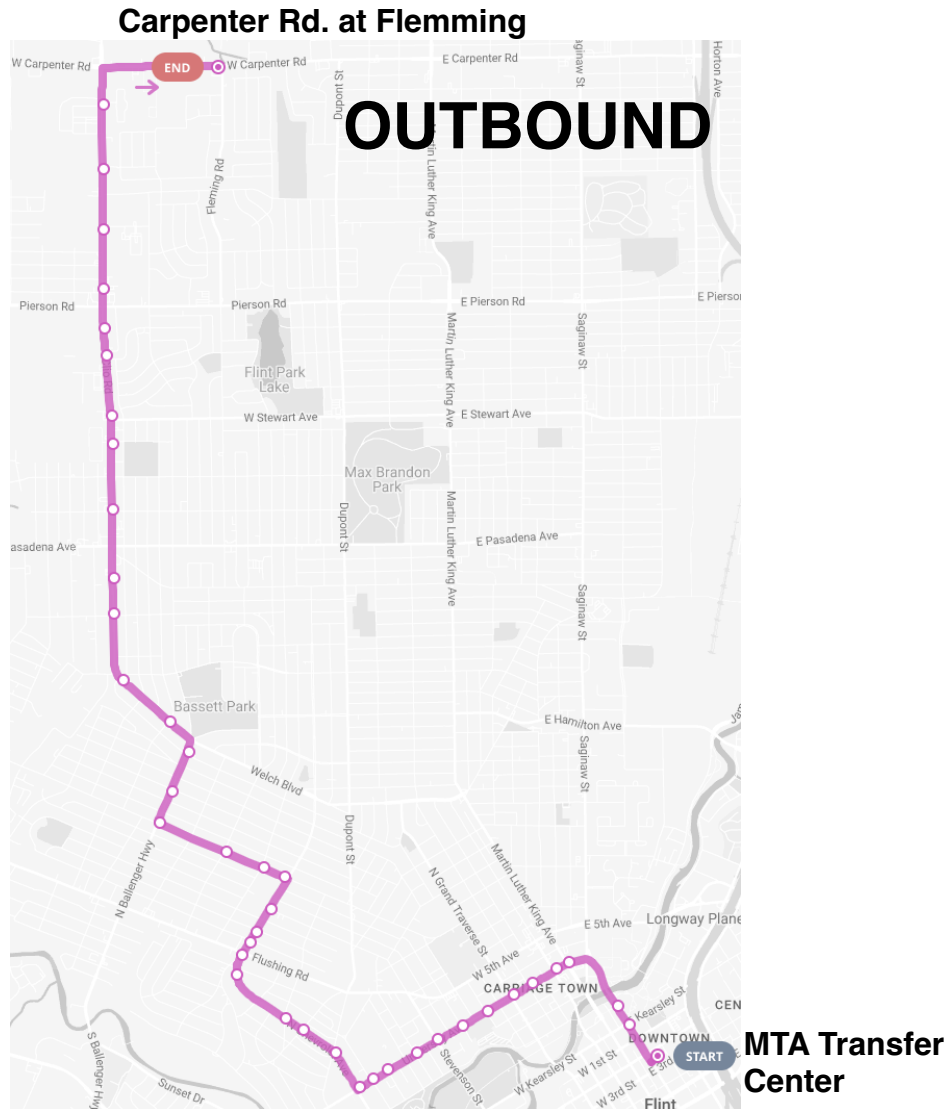 Carpenter Rd. at Flemming
W Carpenter Rd
END
W Carpenter Rd
E Carpenter Rd
Saginaw St
Horton Ave
Dupont St
OUTBOUND
Martin Luther King Ave
Fleming Rd
Pierson Rd
Pierson Rd
E Pierson Rd
E Pierson
Martin Luther King Ave
Saginaw St
Flint Park
Lake
W Stewart Ave
E Stewart Ave
Max Brandon
Park
Dupont St
Martin Luther King Ave
asadena Ave
E Pasadena Ave
Saginaw St
Bassett Park
E Hamilton Ave
Saginaw St
Welch Blvd
Dupont St
N Ballenger Hwy
N Grand Traverse St
Martin Luther King Ave
E 5th Ave
Longway Plane
W 5th Ave
Flushing Rd
CARRIAGE TOWN
Kearsley St
CEN
DOWNTOWN
START
MTA Transfer
Center
S Ballenger Hwy
Sunset Dr
Stevenson St
W Kearsley St
W 1st St
E 3rd
W 3rd St
Flint